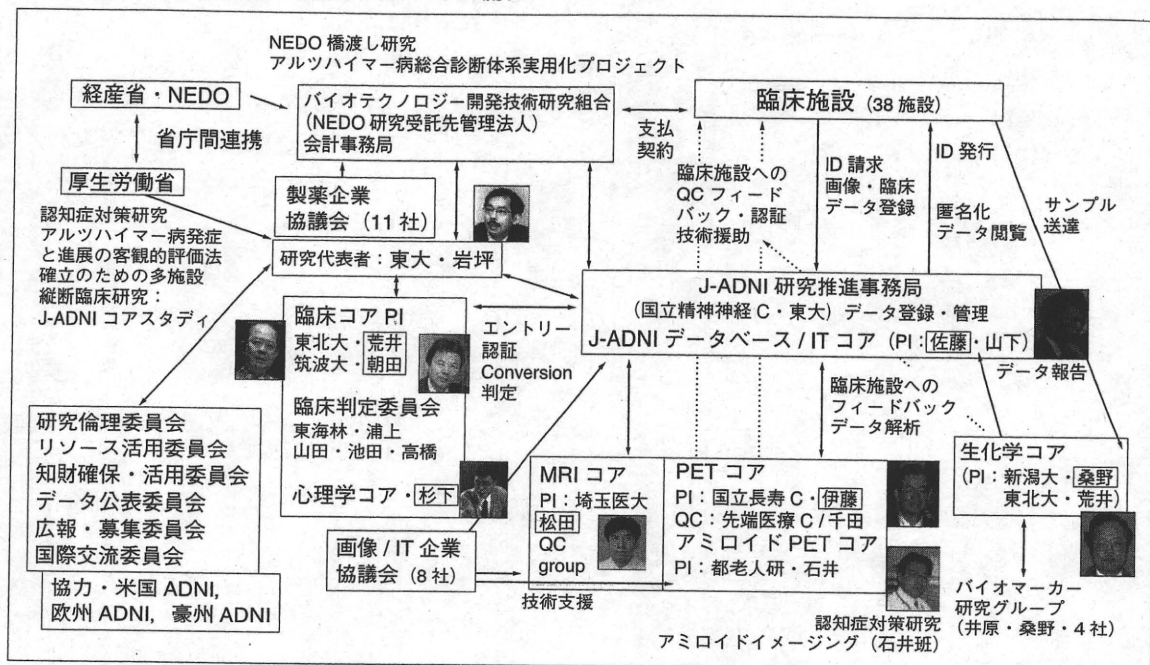 NEDO 橋渡し研究
アルツハイマー病総合診断体系実用化プロジェクト
経産省・NEDO
省庁間連携
厚生労働省
バイオテクノロジー開発技術研究組合
(NEDO 研究受託先管理法人)
会計事務局
支払
契約
臨床施設 (38 施設)
製薬企業
協議会 (11 社)
認知症対策研究
アルツハイマー病発症
と進展の客観的評価法
確立のための多施設
縦断臨床研究：
J-ADNI コアスタディ
研究代表者：東大・岩坪
臨床施設への
QC フィード
バック・認証
技術援助
ID 請求
画像・臨床
データ登録
ID 発行
匿名化
データ閲覧
サンプル
送達
J-ADNI 研究推進事務局
(国立精神神経 C・東大) データ登録・管理
J-ADNI データベース / IT コア (PI：佐藤・山下)
臨床コア PI
東北大・荒井
筑波大・朝田
臨床判定委員会
東海林・浦上
山田・池田・高橋
心理学コア・杉下
エントリー
認証
Conversion
判定
データ報告
臨床施設への
フィードバック
データ解析
研究倫理委員会
リソース活用委員会
知財確保・活用委員会
データ公表委員会
広報・募集委員会
国際交流委員会
協力・米国 ADNI,
欧州 ADNI, 豪州 ADNI
画像 / IT 企業
協議会 (8 社)
技術支援
MRI コア
PI：埼玉医大
松田
QC
group
PET コア
PI：国立長寿 C・伊藤
QC：先端医療 C / 千田
アミロイド PET コア
PI：都老人研・石井
生化学コア
(PI：新潟大・桑野
東北大・荒井)
バイオマーカー
研究グループ
(井原・桑野・4 社)
認知症対策研究
アミロイドイメージング (石井班)